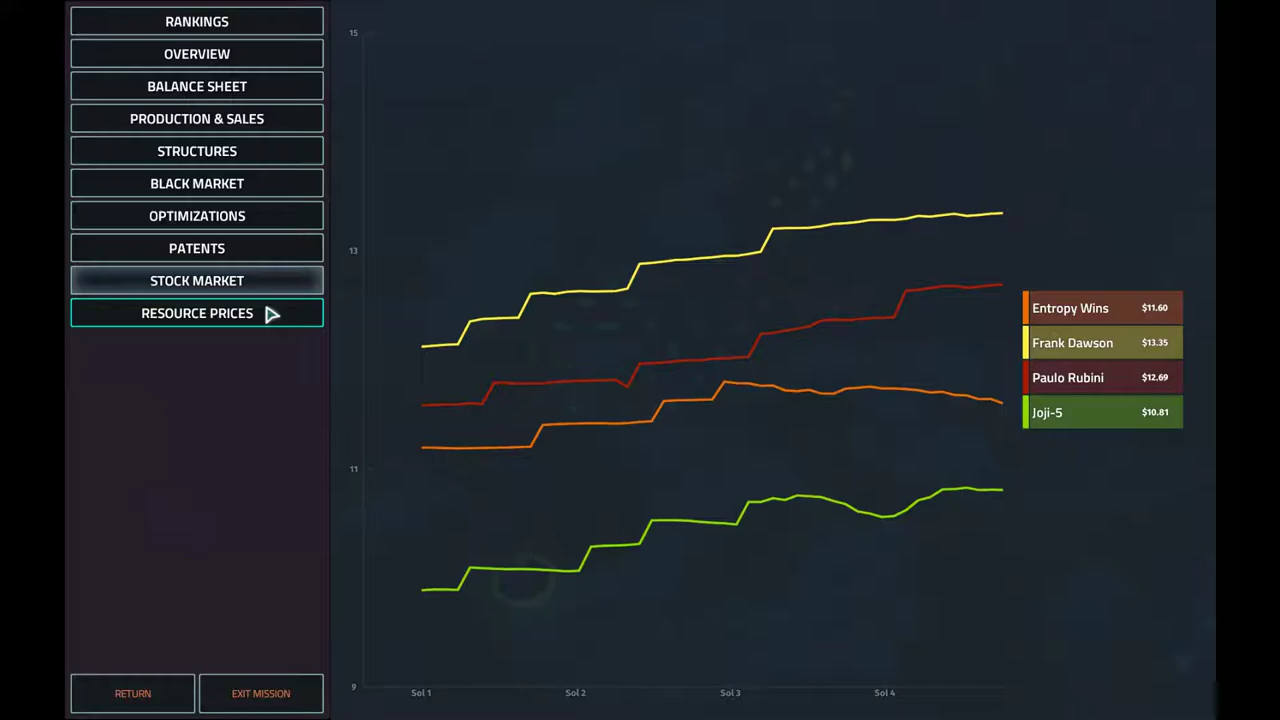 RANKINGS
OVERVIEW
BALANCE SHEET
PRODUCTION & SALES
STRUCTURES
BLACK MARKET
OPTIMIZATIONS
PATENTS
STOCK MARKET
RESOURCE PRICES
RETURN
EXIT MISSION
15
13
11
9
Sol 1
Sol 2
Sol 3
Sol 4
Entropy Wins $11.60
Frank Dawson $13.35
Paulo Rubini $12.69
Joji-5 $10.81